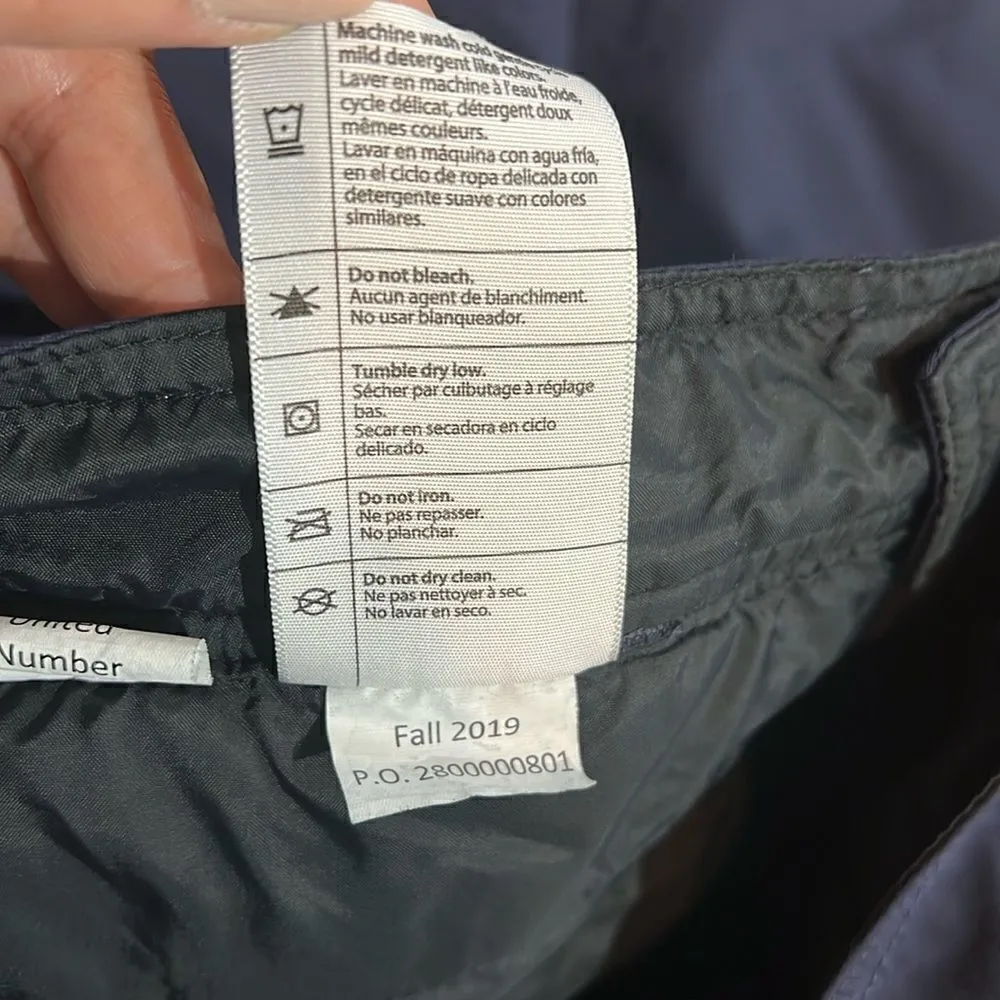 Machine wash cold gentle cycle,
mild detergent like colors.
Laver en machine à l'eau froide,
cycle délicat, détergent doux
mêmes couleurs.
Lavar en máquina con agua fría,
en el ciclo de ropa delicada con
detergente suave con colores
similares.
Do not bleach.
Aucun agent de blanchiment.
No usar blanqueador.
Tumble dry low.
Sécher par culbutage à réglage
bas.
Secar en secadora en ciclo
delicado.
Do not iron.
Ne pas repasser.
No planchar.
Do not dry clean.
Ne pas nettoyer à sec.
No lavar en seco.
United
Number
Fall 2019
P.O. 2800000801